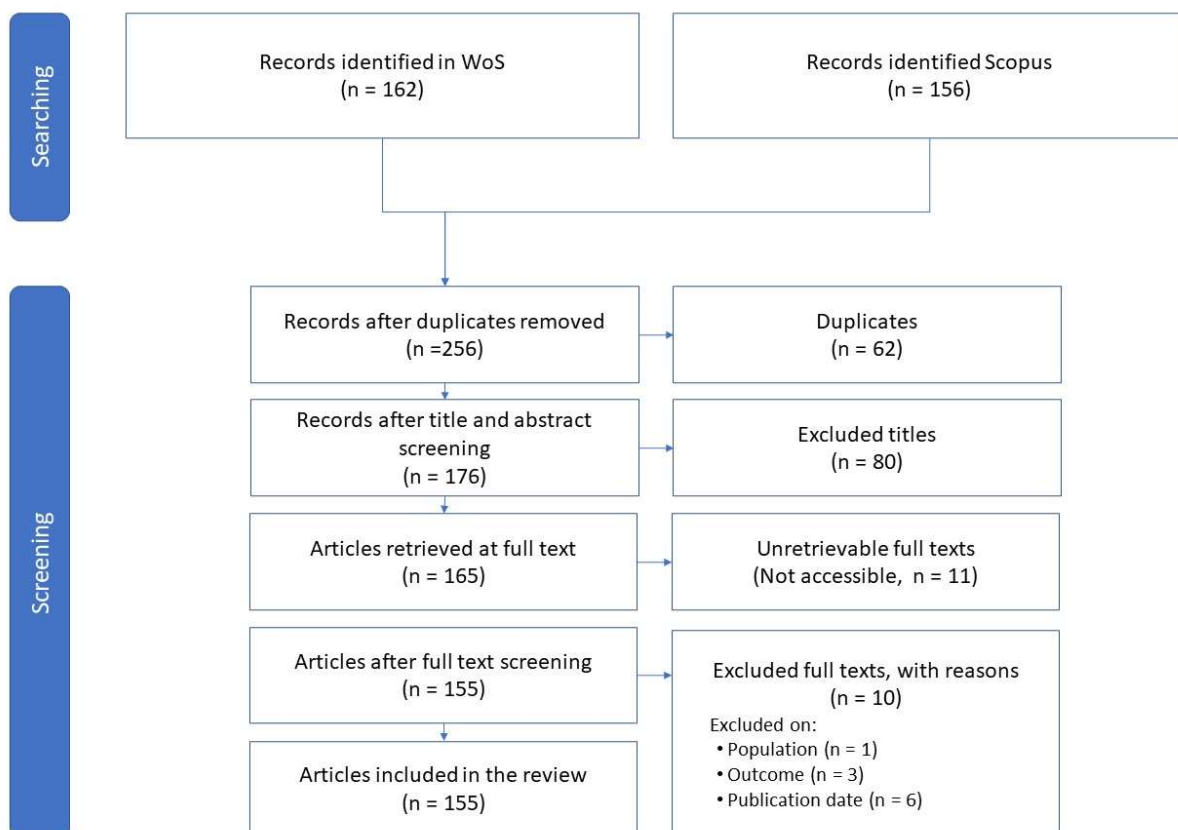 Searching
Records identified in WoS
(n = 162)
Records identified Scopus
(n = 156)
Screening
Records after duplicates removed
(n =256)
Duplicates
(n = 62)
Records after title and abstract
screening
(n = 176)
Excluded titles
(n = 80)
Articles retrieved at full text
(n = 165)
Unretrievable full texts
(Not accessible, n = 11)
Articles after full text screening
(n = 155)
Excluded full texts, with reasons
(n = 10)
Excluded on:
• Population (n = 1)
• Outcome (n = 3)
• Publication date (n = 6)
Articles included in the review
(n = 155)